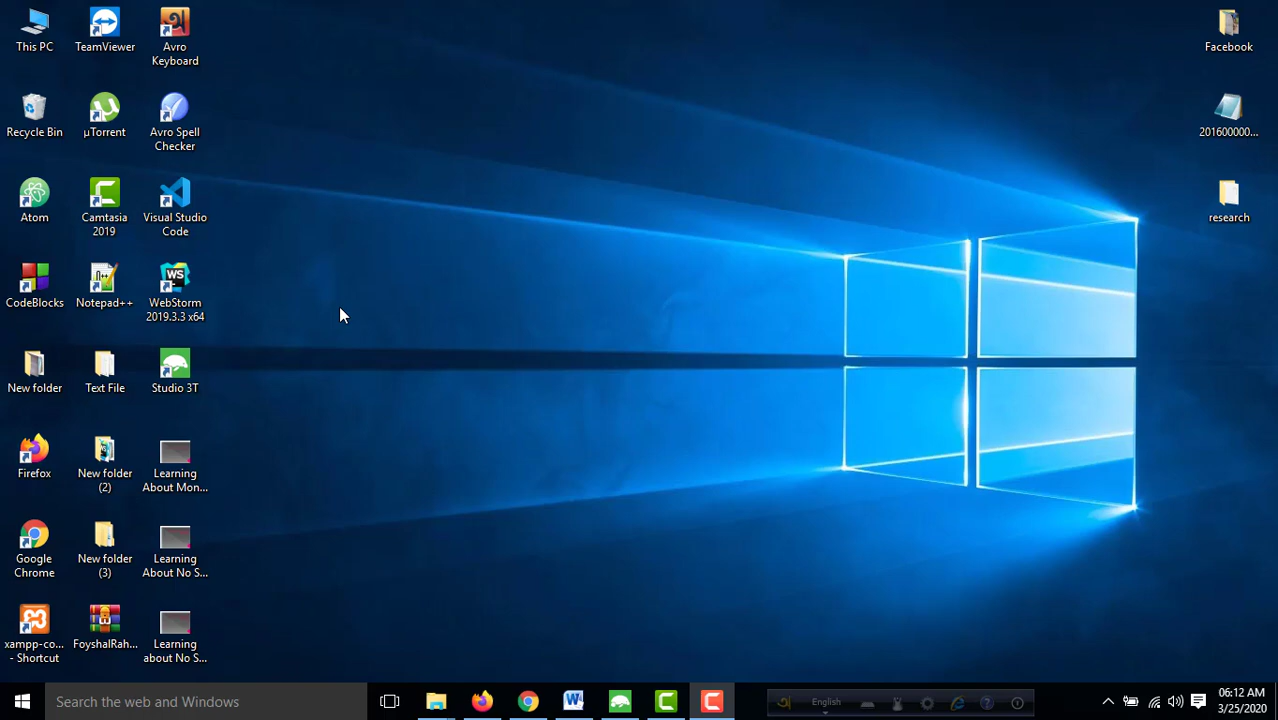 This PC
TeamViewer
Avro
Keyboard
Facebook
Recycle Bin
µTorrent
Avro Spell
Checker
201600000...
Atom
Camtasia
2019
Visual Studio
Code
research
CodeBlocks
Notepad++
WS
WebStorm
2019.3.3 x64
New folder
Text File
Studio 3T
Firefox
New folder
(2)
Learning
About Mon...
Google
Chrome
New folder
(3)
Learning
About No S...
xampp-co...
- Shortcut
FoyshalRah...
Learning
about No S...
Search the web and Windows
অ
English
06:12 AM
3/25/2020